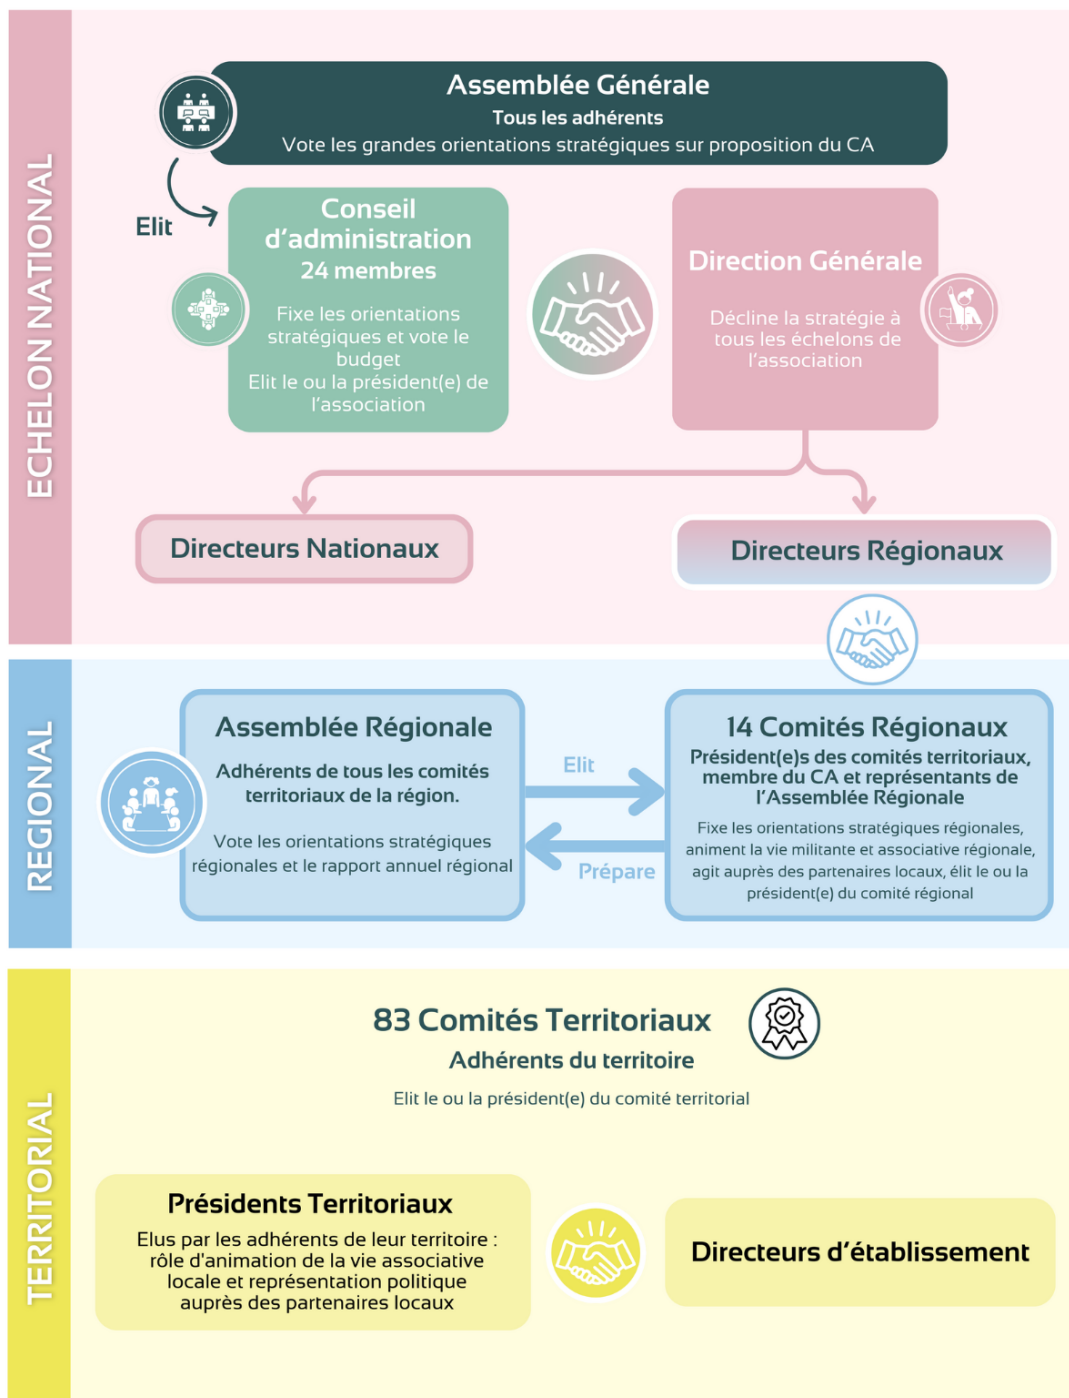 ECHELON NATIONAL
Assemblée Générale
Tous les adhérents
Vote les grandes orientations stratégiques sur proposition du CA
Elit
Conseil
d'administration
24 membres
Fixe les orientations
stratégiques et vote le
budget
Elit le ou la président(e) de
l'association
Direction Générale
Décline la stratégie à
tous les échelons de
l'association
Directeurs Nationaux
Directeurs Régionaux
REGIONAL
Assemblée Régionale
Adhérents de tous les comités
territoriaux de la région.
Vote les orientations stratégiques
régionales et le rapport annuel régional
Elit
Prépare
14 Comités Régionaux
Président(e)s des comités territoriaux,
membre du CA et représentants de
l'Assemblée Régionale
Fixe les orientations stratégiques régionales,
animent la vie militante et associative régionale,
agit auprès des partenaires locaux, élit le ou la
président(e) du comité régional
TERRITORIAL
83 Comités Territoriaux
Adhérents du territoire
Elit le ou la président(e) du comité territorial
Présidents Territoriaux
Elus par les adhérents de leur territoire :
rôle d'animation de la vie associative
locale et représentation politique
auprès des partenaires locaux
Directeurs d'établissement